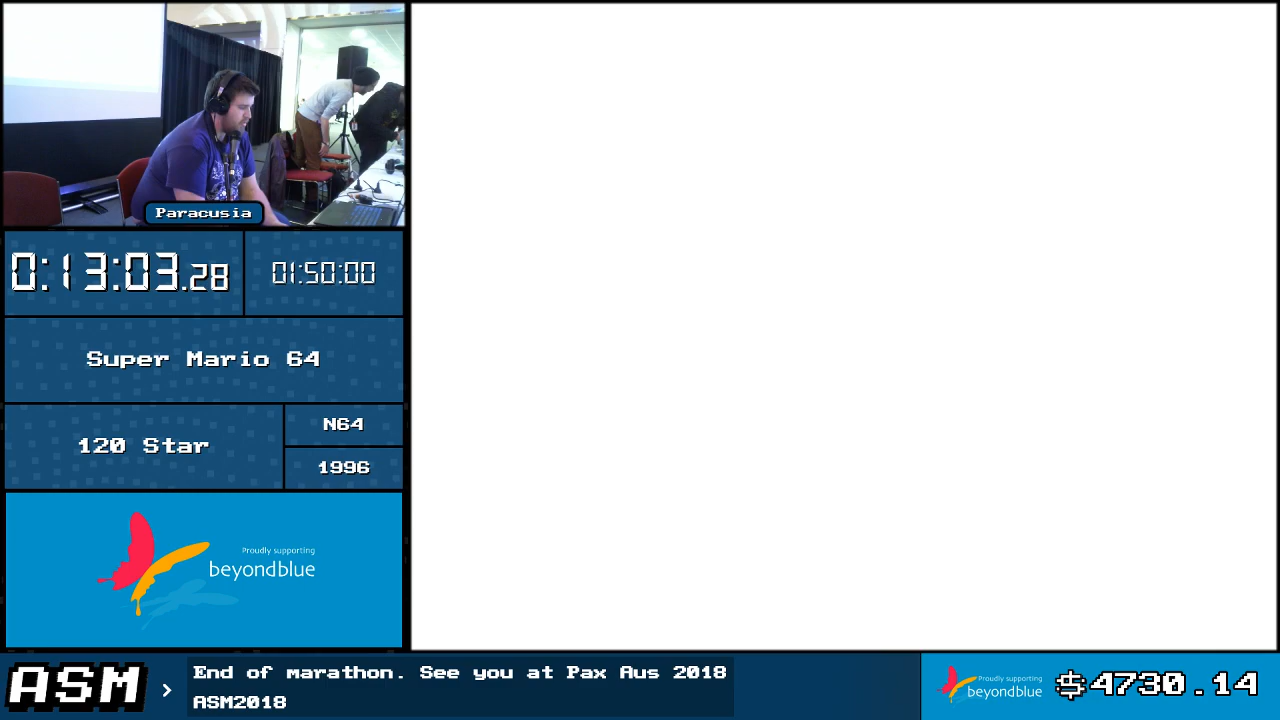 Paracusia
0:13:03.28
01:50:00
Super Mario 64
120 Star
N64
1996
Proudly supporting
beyondblue
ASM
End of marathon. See you at Pax Aus 2018
ASM2018
Proudly supporting
beyondblue
$4730.14